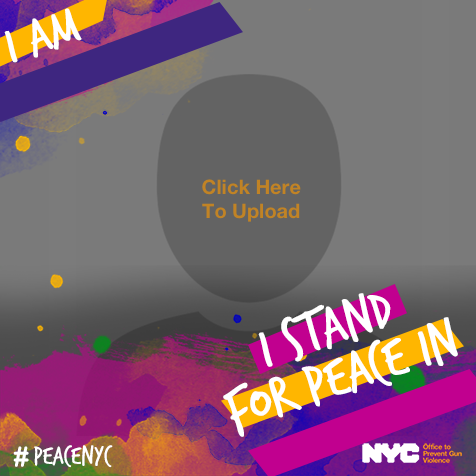 I AM
Click Here
To Upload
I STAND
FOR PEACE IN
#PEACENYC
NYC
Office to
Prevent Gun
Violence